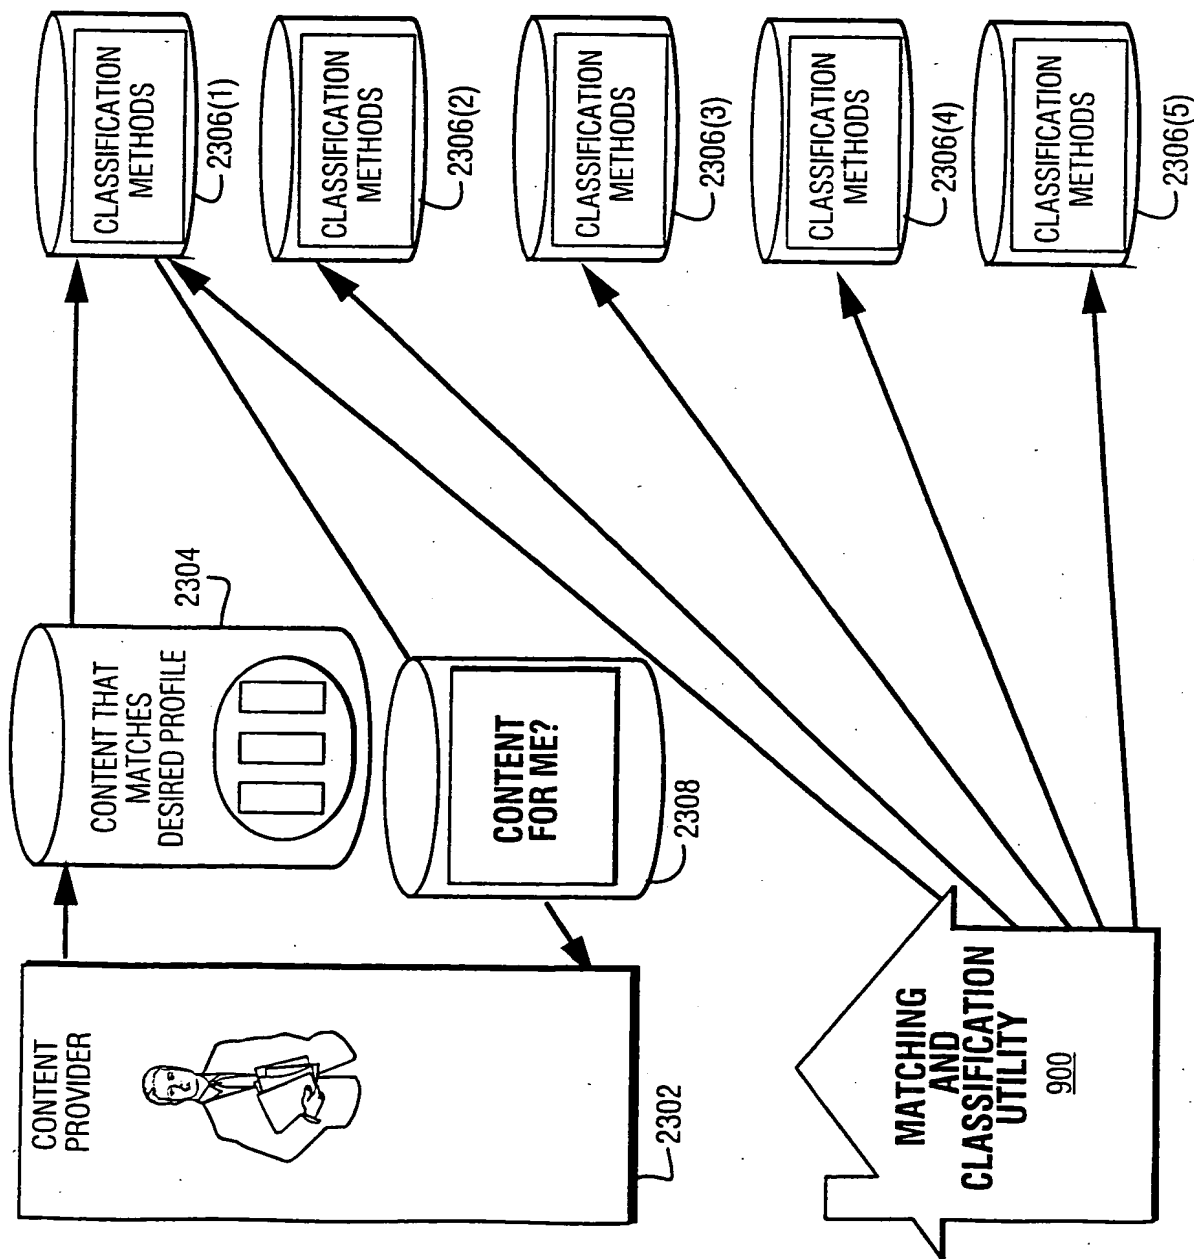 CONTENT
PROVIDER
2302
CONTENT THAT
MATCHES
DESIRED PROFILE
2304
CONTENT
FOR ME?
2308
MATCHING
AND
CLASSIFICATION
UTILITY
900
CLASSIFICATION
METHODS
2306(1)
CLASSIFICATION
METHODS
2306(2)
CLASSIFICATION
METHODS
2306(3)
CLASSIFICATION
METHODS
2306(4)
CLASSIFICATION
METHODS
2306(5)